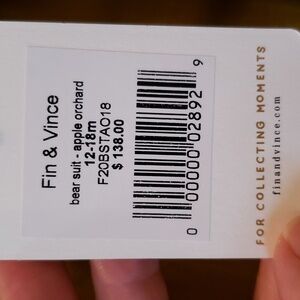 Fin & Vince
bear suit - apple orchard
12-18m
F20BSTAO18
$ 138.00
0 00000 02892 9
FOR COLLECTING MOMENTS
finandvince.com